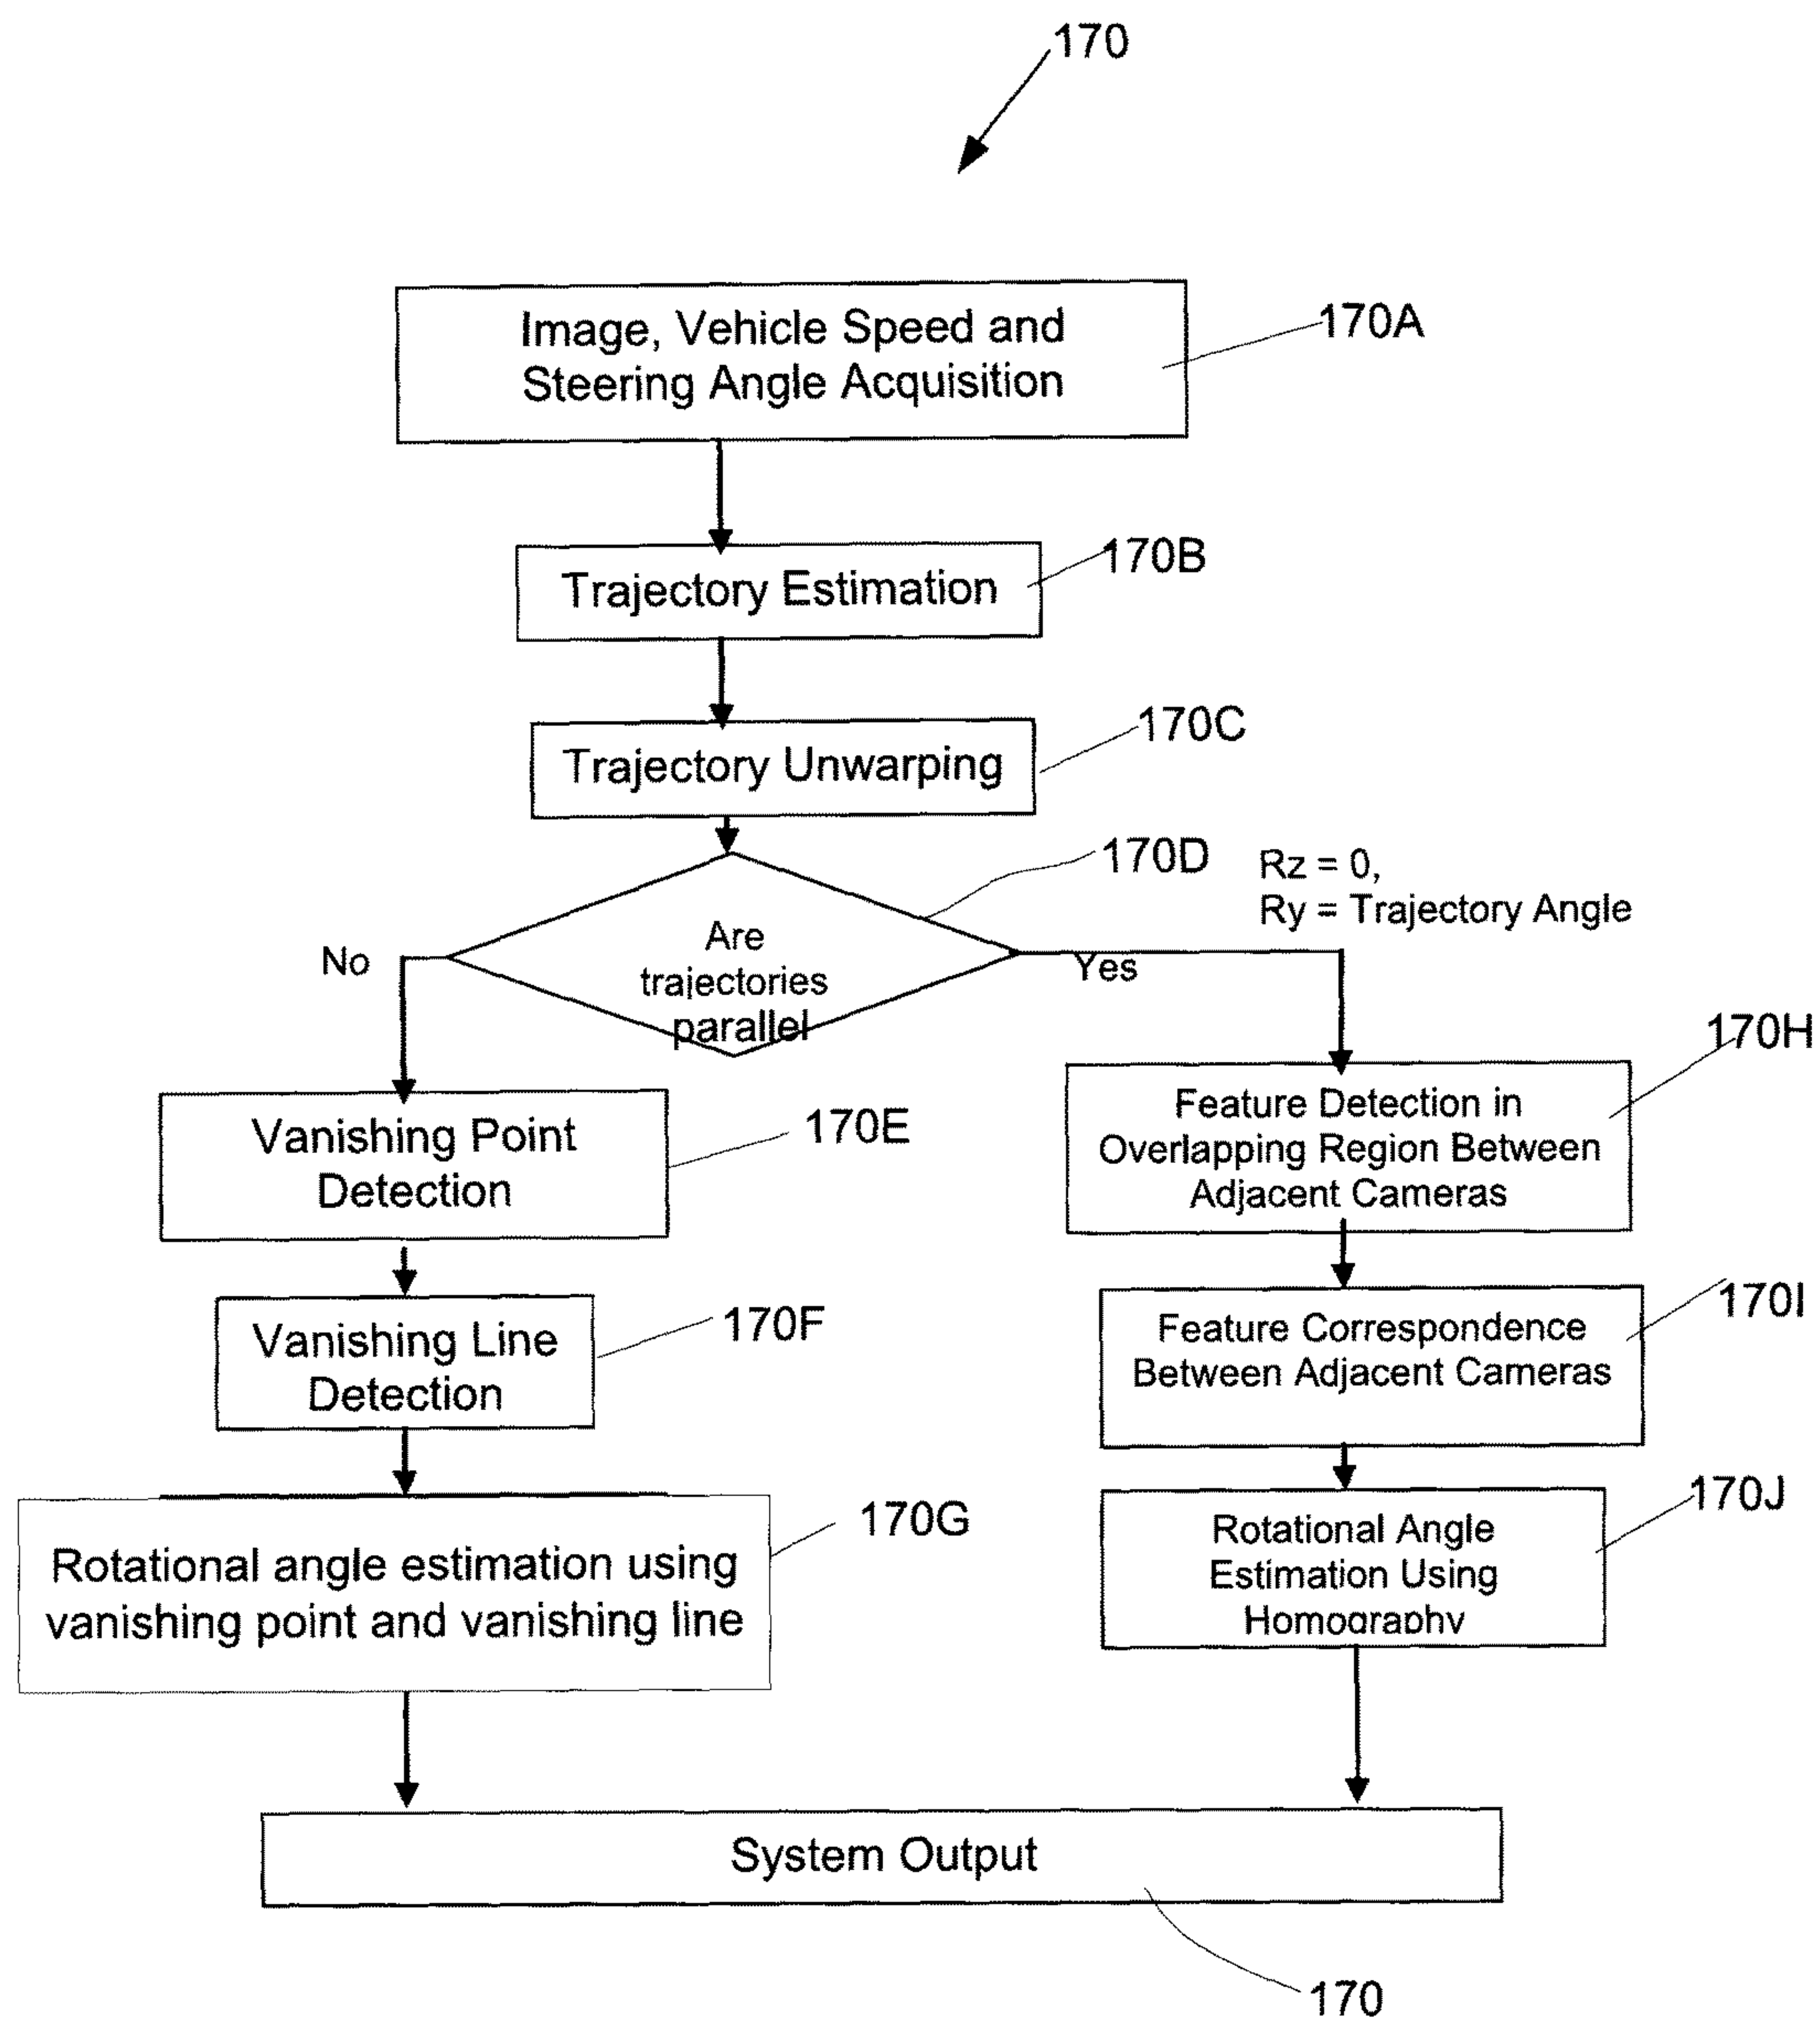 170
Image, Vehicle Speed and
Steering Angle Acquisition
170A
Trajectory Estimation
170B
Trajectory Unwarping
170C
170D
Rz = 0,
Ry = Trajectory Angle
Are
trajectories
parallel
No
Yes
Vanishing Point
Detection
170E
Vanishing Line
Detection
170F
Rotational angle estimation using
vanishing point and vanishing line
170G
Feature Detection in
Overlapping Region Between
Adjacent Cameras
170H
Feature Correspondence
Between Adjacent Cameras
170I
Rotational Angle
Estimation Using
Homography
170J
System Output
170